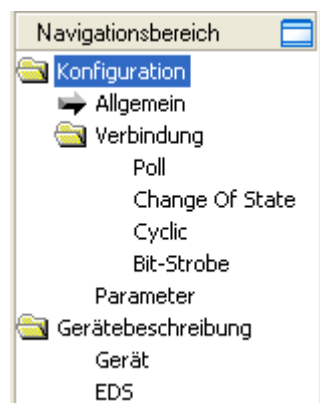 Navigationsbereich
Konfiguration
Allgemein
Verbindung
Poll
Change Of State
Cyclic
Bit-Strobe
Parameter
Gerätebeschreibung
Gerät
EDS